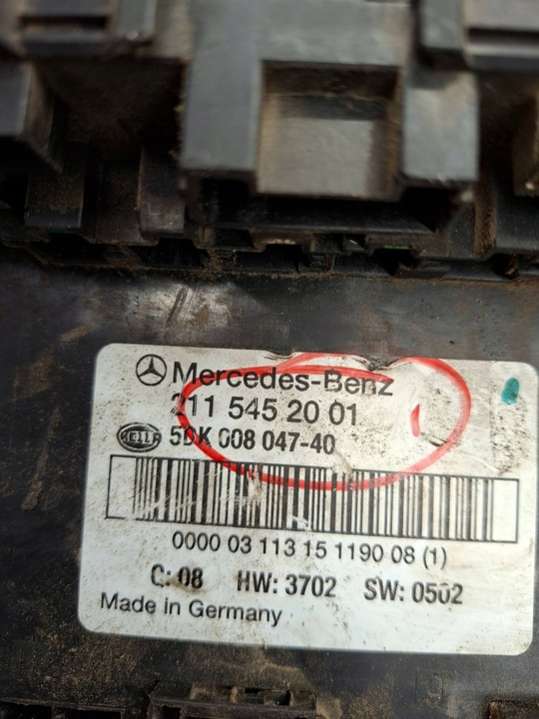 Mercedes-Benz
211 545 20 01
HELLA 5DK 008 047-40
0000 03 113 15 1190 08 (1)
C: 08 HW: 3702 SW: 0502
Made in Germany